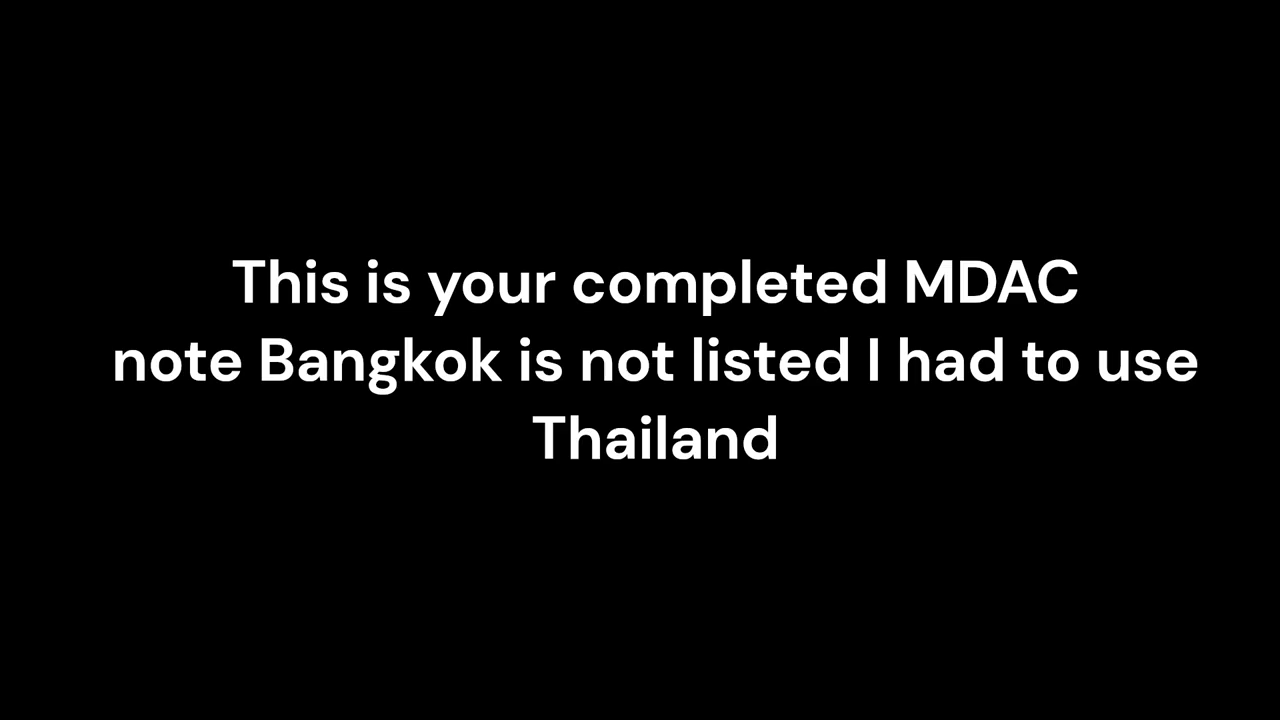 This is your completed MDAC
note Bangkok is not listed I had to use
Thailand